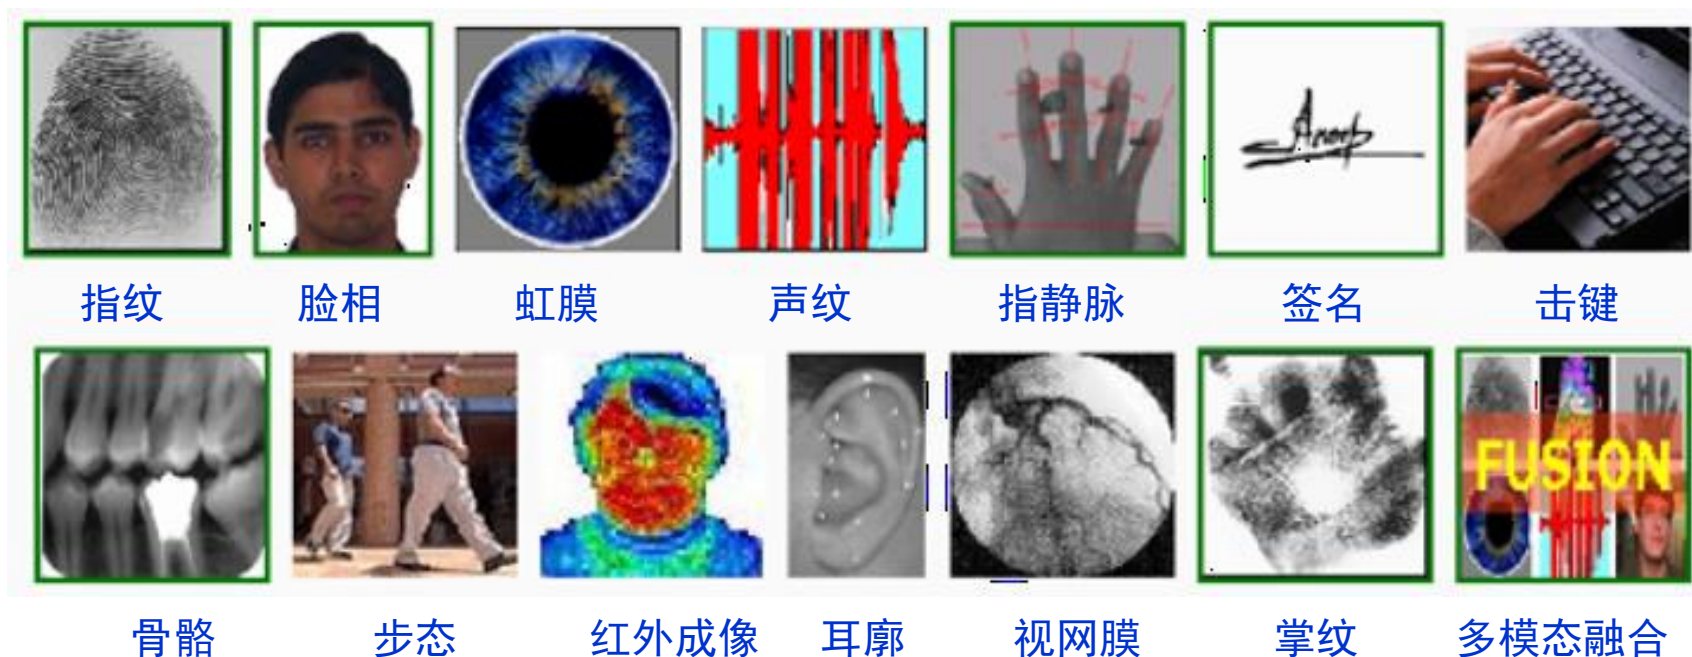 指纹 脸相 虹膜 声纹 指静脉 签名 击键
FUSION
骨骼 步态 红外成像 耳廓 视网膜 掌纹 多模态融合